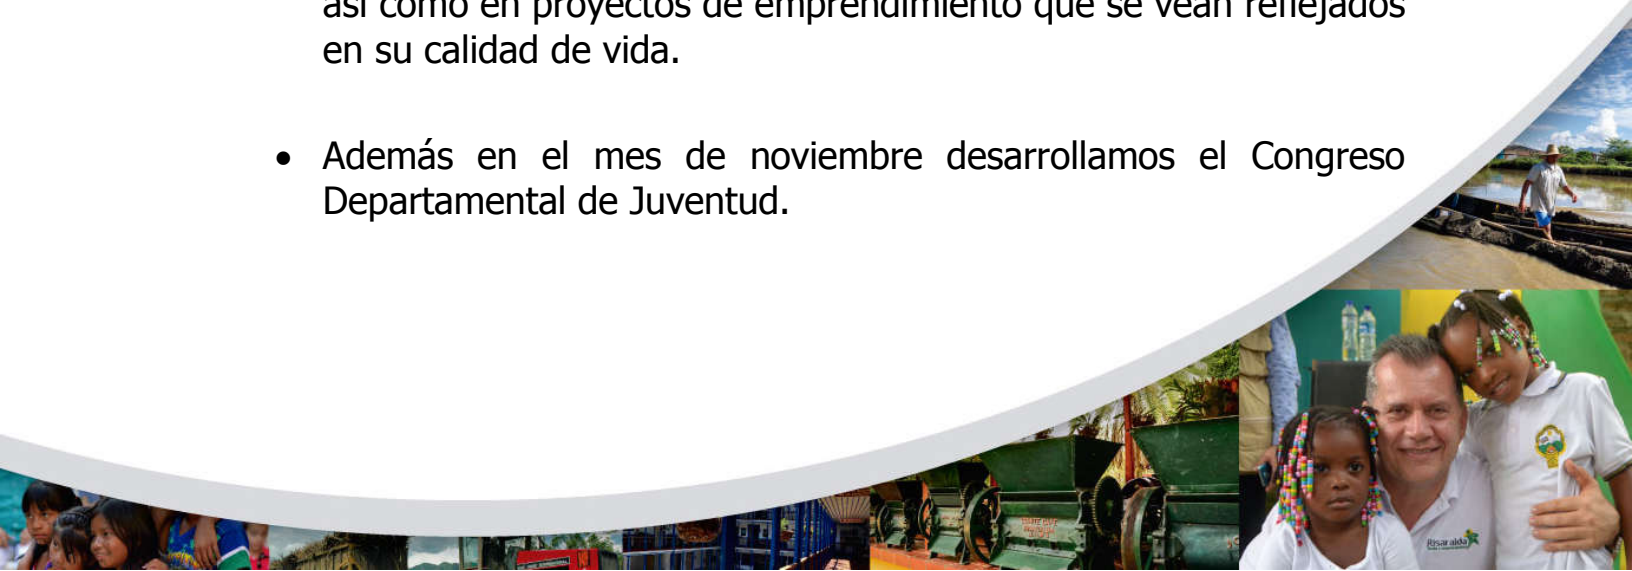 así como en proyectos de emprendimiento que se vean reflejados
en su calidad de vida.
• Además en el mes de noviembre desarrollamos el Congreso
Departamental de Juventud.
Risaralda